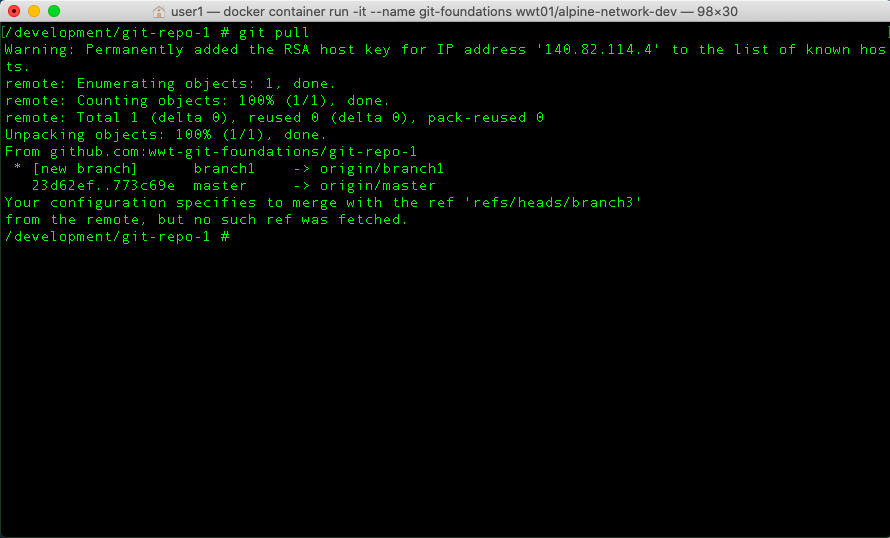 user1 — docker container run -it --name git-foundations wwt01/alpine-network-dev — 98×30
[/development/git-repo-1 # git pull ]
Warning: Permanently added the RSA host key for IP address '140.82.114.4' to the list of known hos
ts.
remote: Enumerating objects: 1, done.
remote: Counting objects: 100% (1/1), done.
remote: Total 1 (delta 0), reused 0 (delta 0), pack-reused 0
Unpacking objects: 100% (1/1), done.
From github.com:wwt-git-foundations/git-repo-1
 * [new branch]      branch1    -> origin/branch1
   23d62ef..773c69e  master     -> origin/master
Your configuration specifies to merge with the ref 'refs/heads/branch3'
from the remote, but no such ref was fetched.
/development/git-repo-1 #